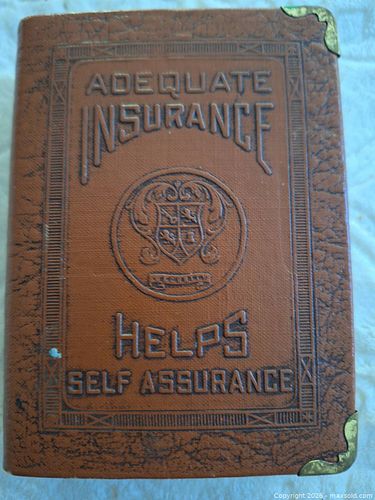 ADEQUATE
INSURANCE
HELPS
SELF ASSURANCE
Copyright 2026 - maxsold.com